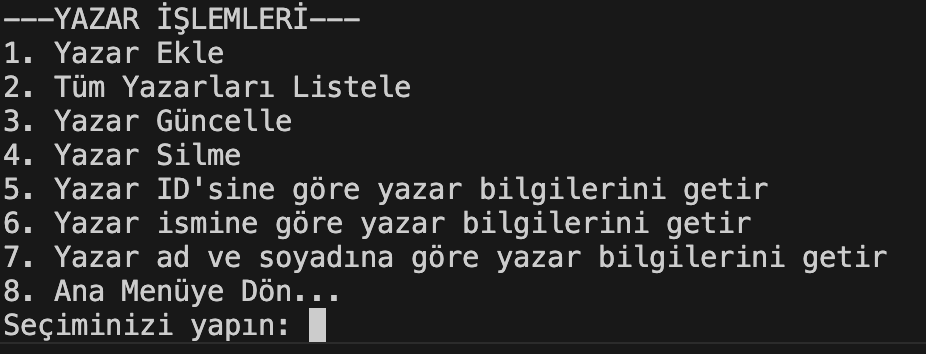 ---YAZAR İŞLEMLERİ---
1. Yazar Ekle
2. Tüm Yazarları Listele
3. Yazar Güncelle
4. Yazar Silme
5. Yazar ID'sine göre yazar bilgilerini getir
6. Yazar ismine göre yazar bilgilerini getir
7. Yazar ad ve soyadına göre yazar bilgilerini getir
8. Ana Menüye Dön...
Seçiminizi yapın: